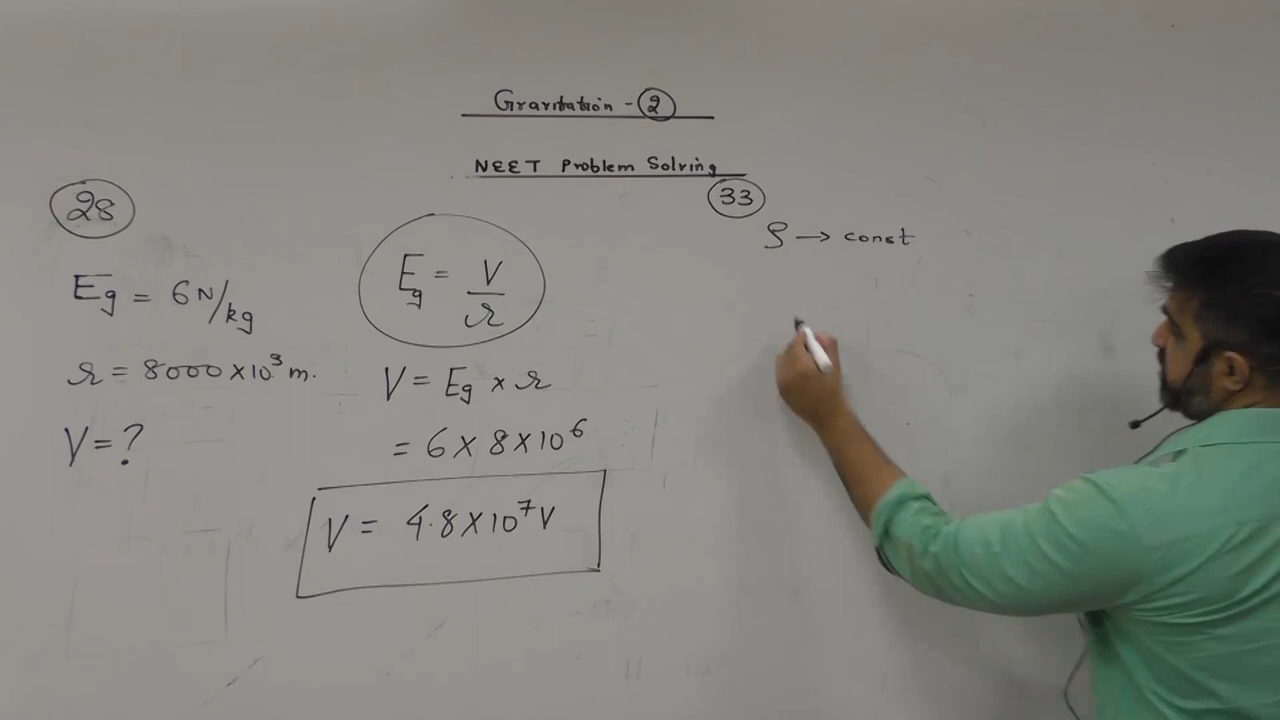 Gravitation - 2
NEET Problem Solving
28
Eg = 6 N/kg
r = 8000 × 10³ m.
V = ?
Eg = V/r
V = Eg × r
= 6 × 8 × 10⁶
V = 4.8 × 10⁷ V
33
ρ → const